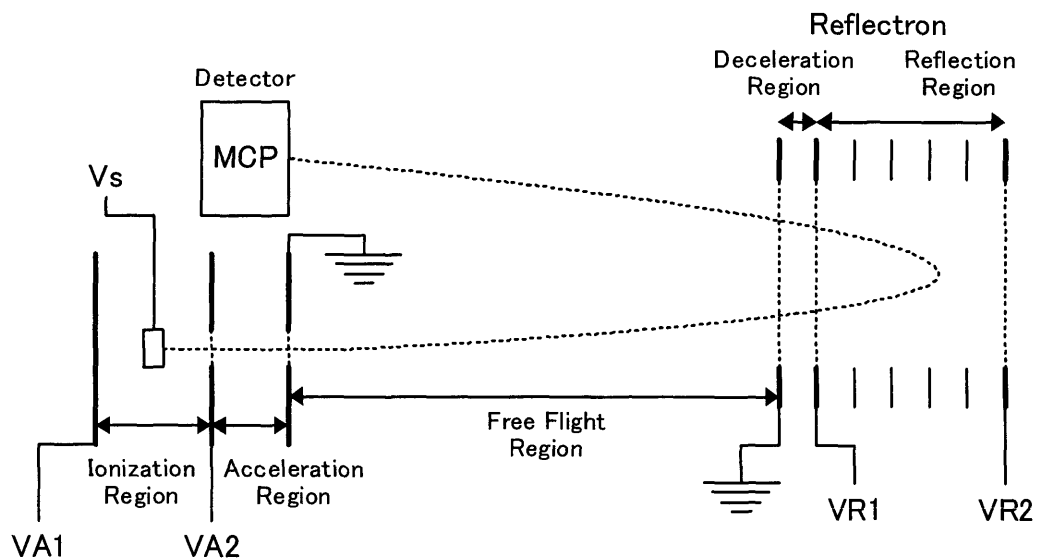 Reflectron
Deceleration
Region
Reflection
Region
Detector
MCP
Vs
Free Flight
Region
Ionization
Region
Acceleration
Region
VA1
VA2
VR1
VR2